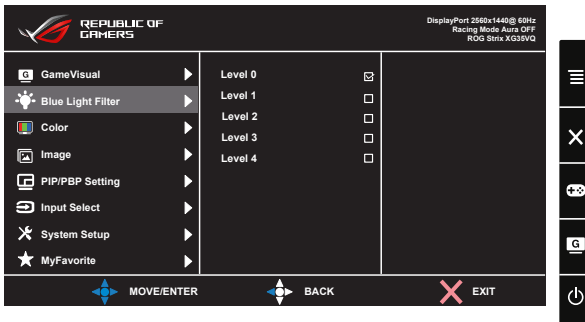 REPUBLIC OF
GAMERS
DisplayPort 2560x1440@ 60Hz
Racing Mode Aura OFF
ROG Strix XG35VQ
G GameVisual
Blue Light Filter
Color
Image
PIP/PBP Setting
Input Select
System Setup
MyFavorite
Level 0
Level 1
Level 2
Level 3
Level 4
MOVE/ENTER
BACK
EXIT
G